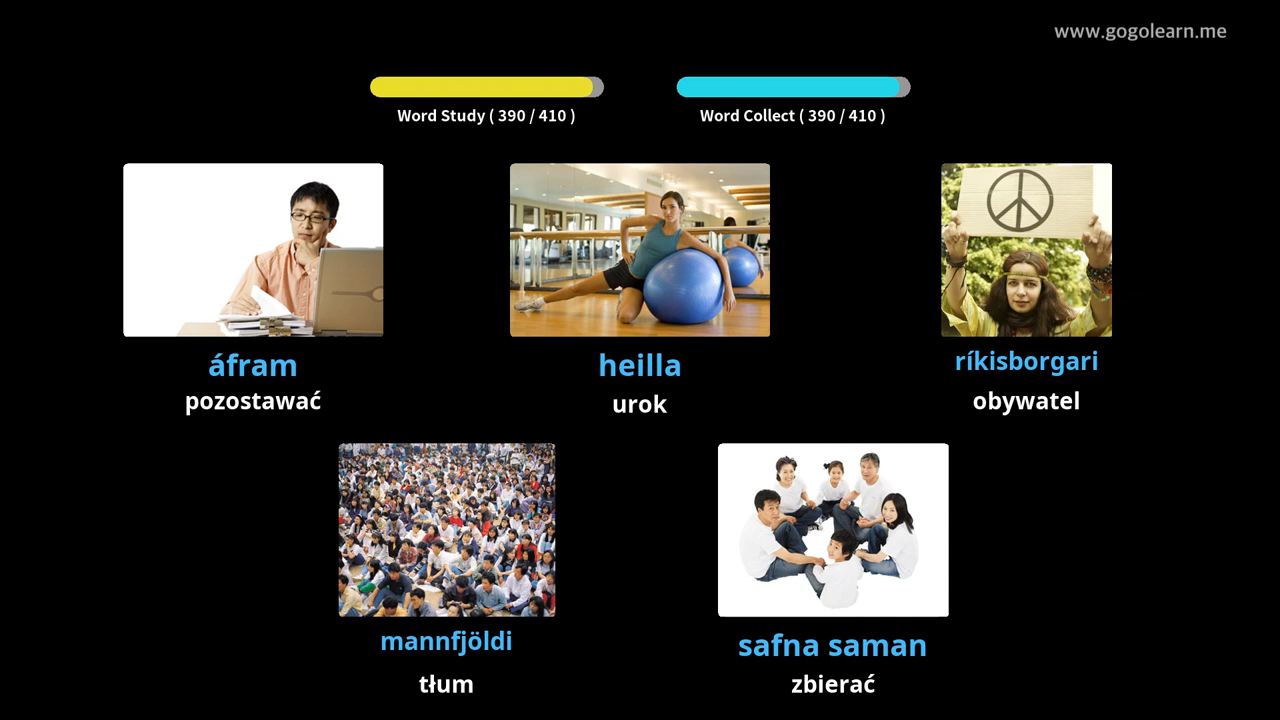 www.gogolearn.me
Word Study ( 390 / 410 )
Word Collect ( 390 / 410 )
áfram
pozostawać
heilla
urok
ríkisborgari
obywatel
mannfjöldi
tłum
safna saman
zbierać